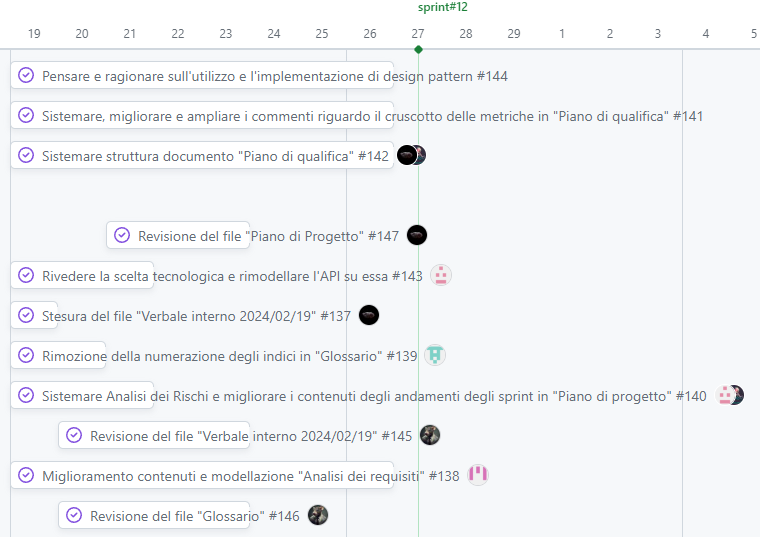 sprint#12
19 20 21 22 23 24 25 26 27 28 29 1 2 3 4 5
Pensare e ragionare sull'utilizzo e l'implementazione di design pattern #144
Sistemare, migliorare e ampliare i commenti riguardo il cruscotto delle metriche in "Piano di qualifica" #141
Sistemare struttura documento "Piano di qualifica" #142
Revisione del file "Piano di Progetto" #147
Rivedere la scelta tecnologica e rimodellare l'API su essa #143
Stesura del file "Verbale interno 2024/02/19" #137
Rimozione della numerazione degli indici in "Glossario" #139
Sistemare Analisi dei Rischi e migliorare i contenuti degli andamenti degli sprint in "Piano di progetto" #140
Revisione del file "Verbale interno 2024/02/19" #145
Miglioramento contenuti e modellazione "Analisi dei requisiti" #138
Revisione del file "Glossario" #146